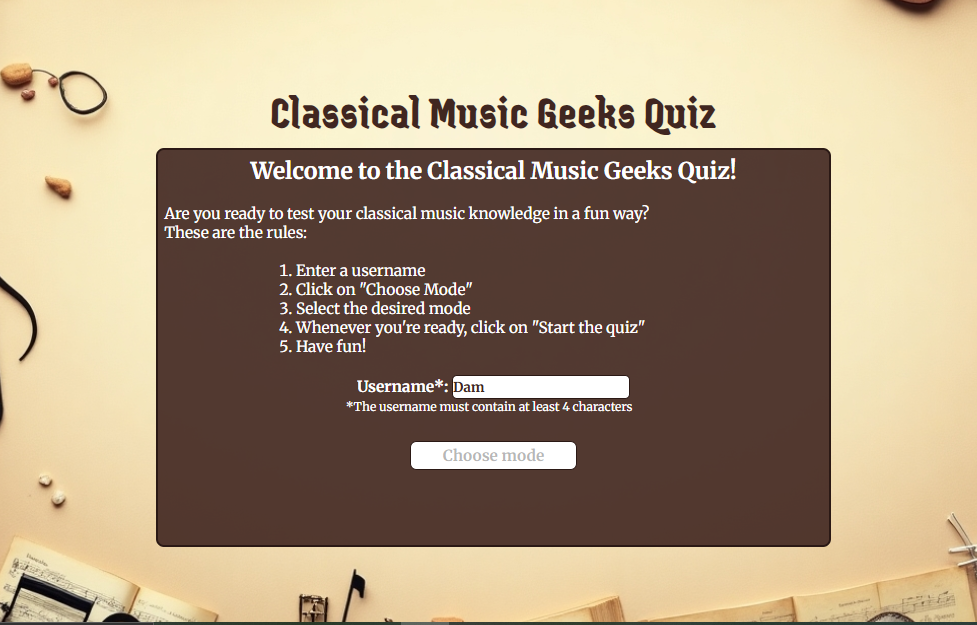 Classical Music Geeks Quiz
Welcome to the Classical Music Geeks Quiz!
Are you ready to test your classical music knowledge in a fun way?
These are the rules:
1. Enter a username
2. Click on "Choose Mode"
3. Select the desired mode
4. Whenever you're ready, click on "Start the quiz"
5. Have fun!
Username*: Dam
*The username must contain at least 4 characters
Choose mode